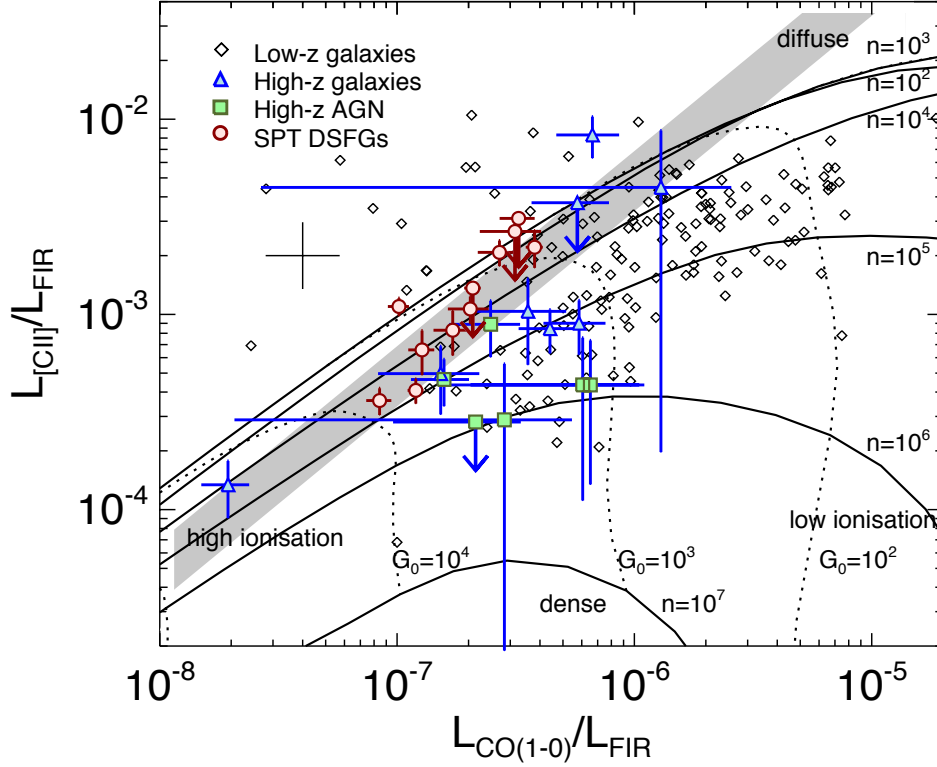 Low-z galaxies
High-z galaxies
High-z AGN
SPT DSFGs
diffuse
n=10³
n=10²
n=10⁴
n=10⁵
n=10⁶
n=10⁷
high ionisation
low ionisation
G₀=10⁴
G₀=10³
G₀=10²
dense
10⁻²
10⁻³
10⁻⁴
10⁻⁸
10⁻⁷
10⁻⁶
10⁻⁵
L[CII]/LFIR
LCO(1-0)/LFIR